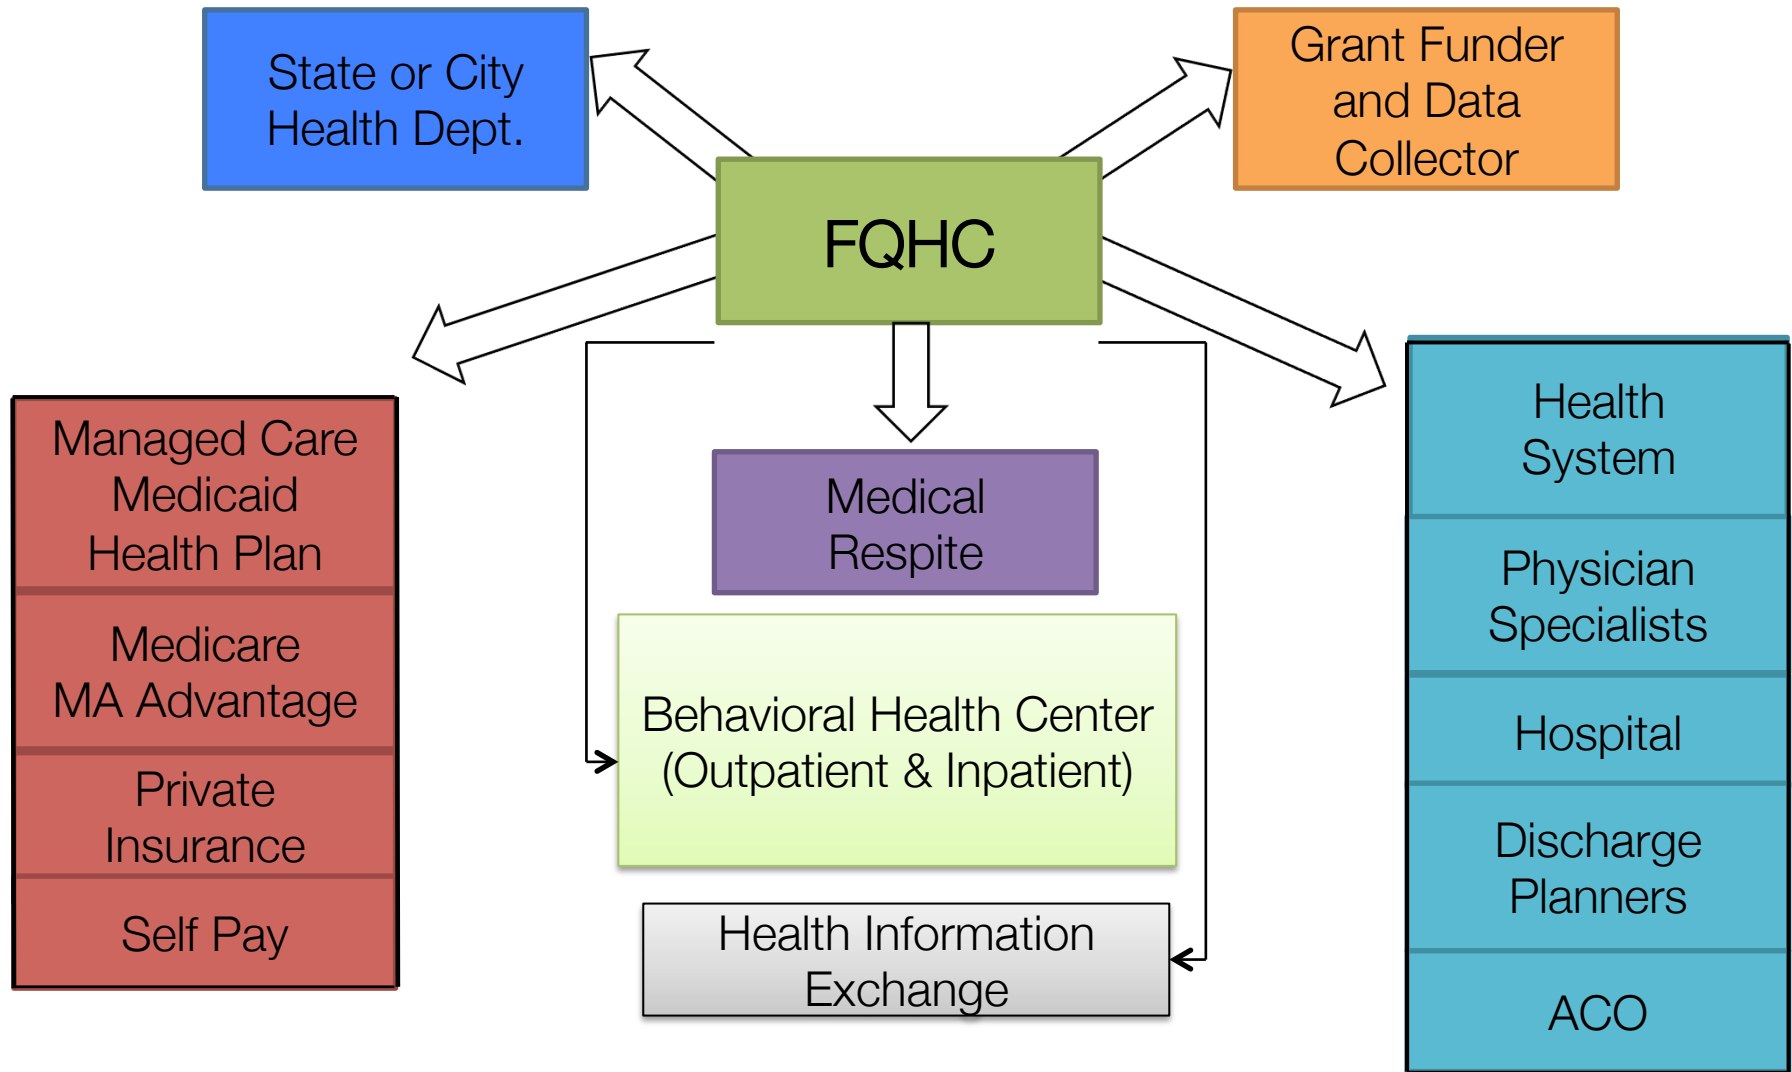 State or City
Health Dept.
Grant Funder
and Data
Collector
FQHC
Managed Care
Medicaid
Health Plan
Medicare
MA Advantage
Private
Insurance
Self Pay
Medical
Respite
Behavioral Health Center
(Outpatient & Inpatient)
Health Information
Exchange
Health
System
Physician
Specialists
Hospital
Discharge
Planners
ACO